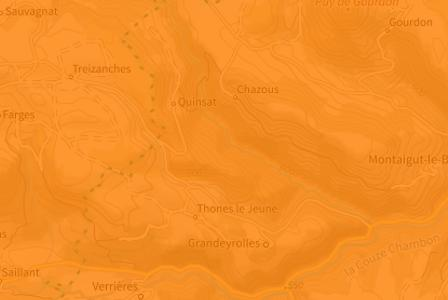 Puy de Gourdon
Sauvagnat
Gourdon
Treizanches
Chazous
Quinsat
Farges
Montaigut-le-B
Thones le Jeune
Grandeyrolles
la Couze Chambon
Saillant
Verrières
550